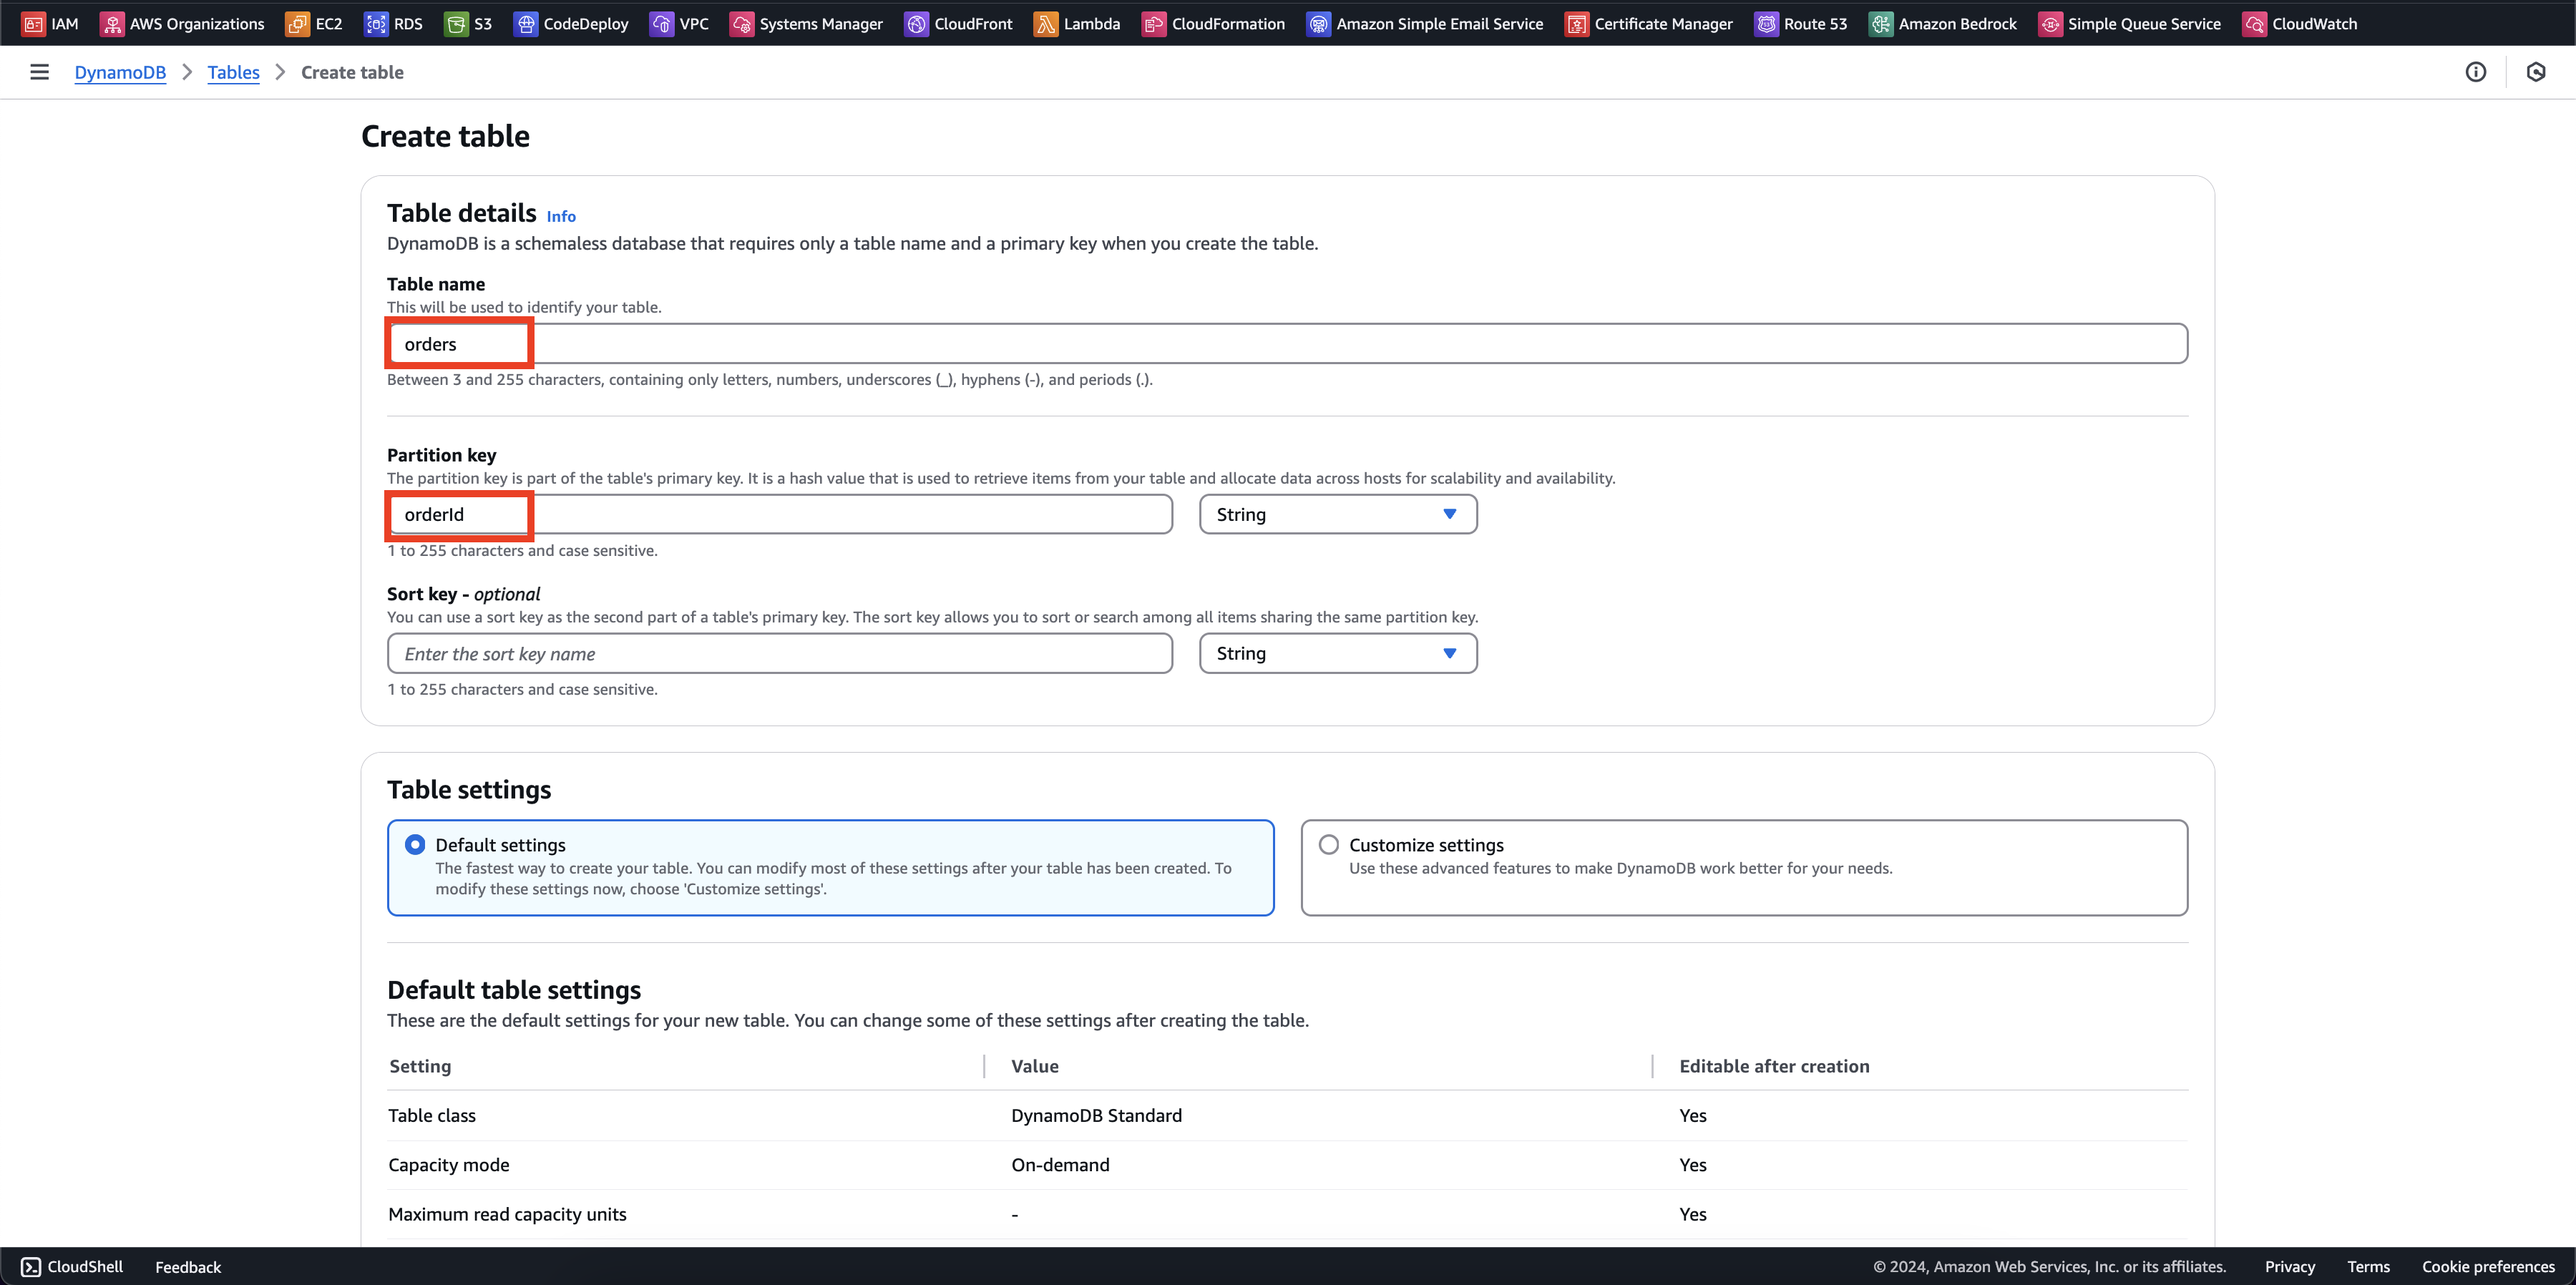 IAM AWS Organizations EC2 RDS S3 CodeDeploy VPC Systems Manager CloudFront Lambda CloudFormation Amazon Simple Email Service Certificate Manager Route 53 Amazon Bedrock Simple Queue Service CloudWatch
DynamoDB > Tables > Create table
Create table
Table details Info
DynamoDB is a schemaless database that requires only a table name and a primary key when you create the table.
Table name
This will be used to identify your table.
orders
Between 3 and 255 characters, containing only letters, numbers, underscores (_), hyphens (-), and periods (.).
Partition key
The partition key is part of the table's primary key. It is a hash value that is used to retrieve items from your table and allocate data across hosts for scalability and availability.
orderId String
1 to 255 characters and case sensitive.
Sort key - optional
You can use a sort key as the second part of a table's primary key. The sort key allows you to sort or search among all items sharing the same partition key.
Enter the sort key name String
1 to 255 characters and case sensitive.
Table settings
Default settings
The fastest way to create your table. You can modify most of these settings after your table has been created. To
modify these settings now, choose 'Customize settings'.
Customize settings
Use these advanced features to make DynamoDB work better for your needs.
Default table settings
These are the default settings for your new table. You can change some of these settings after creating the table.
Setting Value Editable after creation
Table class DynamoDB Standard Yes
Capacity mode On-demand Yes
Maximum read capacity units - Yes
CloudShell Feedback © 2024, Amazon Web Services, Inc. or its affiliates. Privacy Terms Cookie preferences